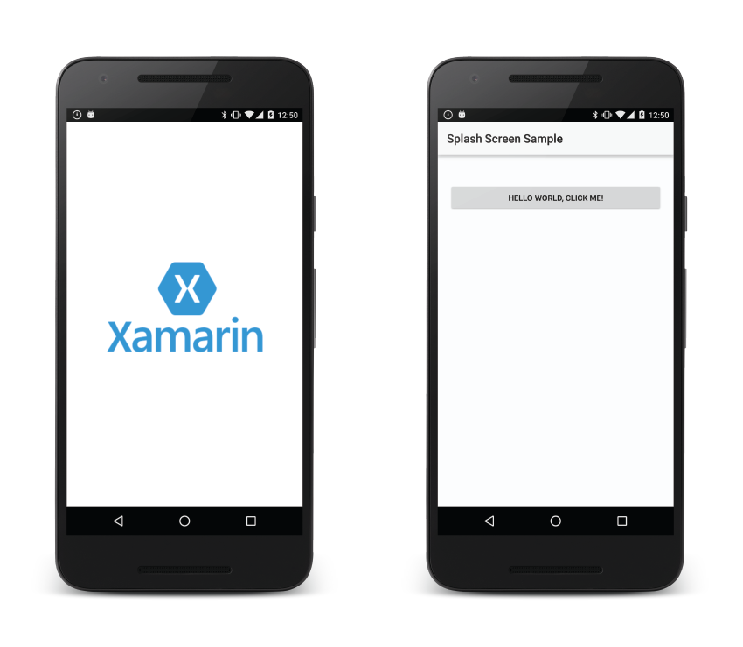 12:50
X
Xamarin
12:50
Splash Screen Sample
HELLO WORLD, CLICK ME!